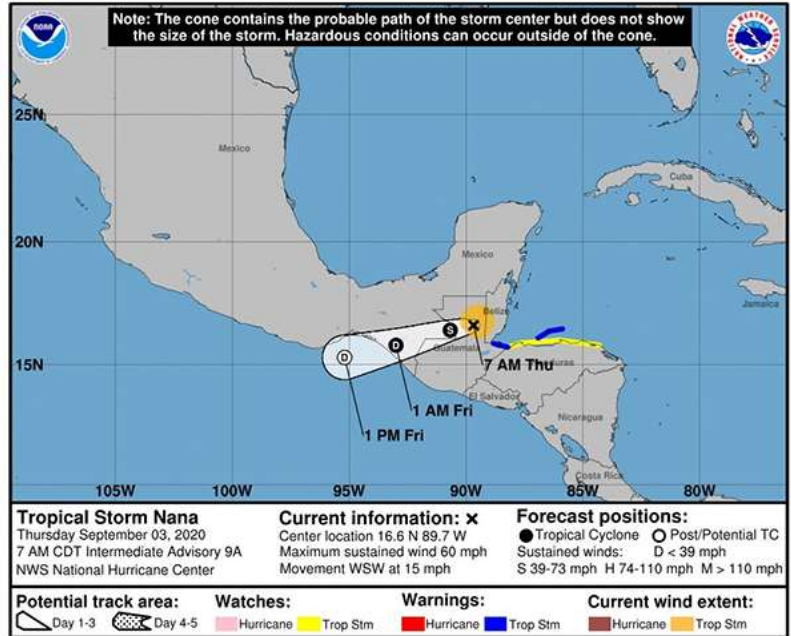 Note: The cone contains the probable path of the storm center but does not show
the size of the storm. Hazardous conditions can occur outside of the cone.
NOAA
NATIONAL WEATHER SERVICE
25N
Mexico
Cuba
20N
Mexico
Jamaica
Belize
S
D
D
Guatemala
7 AM Thu
Honduras
15N
1 AM Fri
El Salvador
1 PM Fri
Nicaragua
Costa Rica
105W 100W 95W 90W 85W 80W
Tropical Storm Nana
Thursday September 03, 2020
7 AM CDT Intermediate Advisory 9A
NWS National Hurricane Center
Current information: ×
Center location 16.6 N 89.7 W
Maximum sustained wind 60 mph
Movement WSW at 15 mph
Forecast positions:
Tropical Cyclone Post/Potential TC
Sustained winds: D < 39 mph
S 39-73 mph H 74-110 mph M > 110 mph
Potential track area:
Day 1-3 Day 4-5
Watches:
Hurricane Trop Stm
Warnings:
Hurricane Trop Stm
Current wind extent:
Hurricane Trop Stm